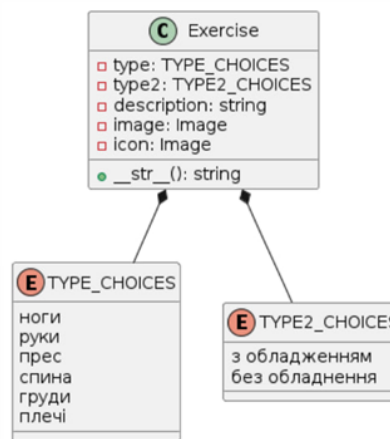 C Exercise
type: TYPE_CHOICES
type2: TYPE2_CHOICES
description: string
image: Image
icon: Image
__str__(): string
E TYPE_CHOICES
ноги
руки
прес
спина
груди
плечі
E TYPE2_CHOICES
з обладженням
без обладнення